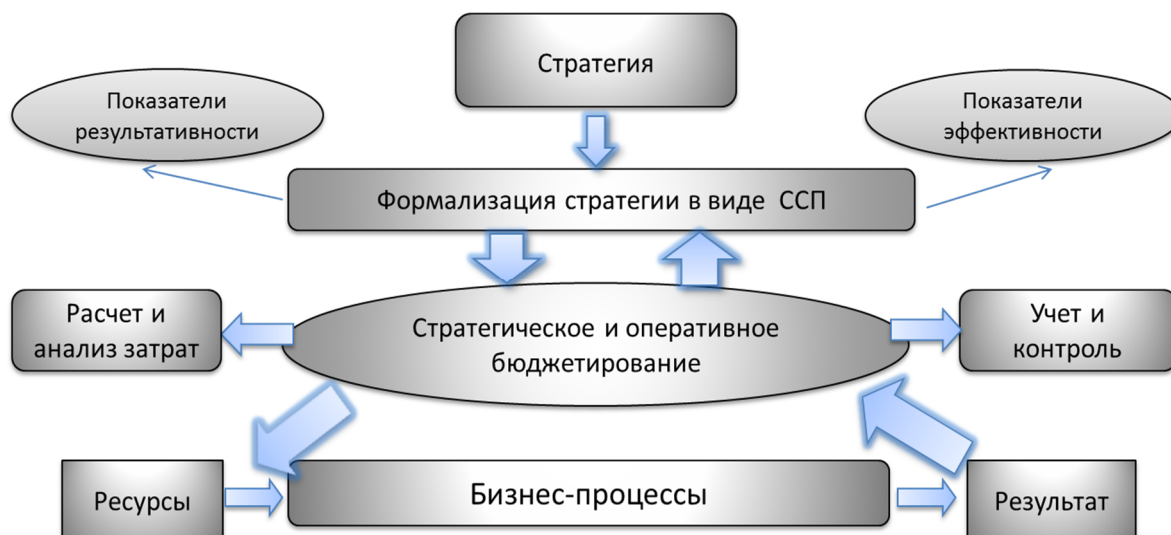 Стратегия
Показатели
результативности
Показатели
эффективности
Формализация стратегии в виде ССП
Расчет и
анализ затрат
Стратегическое и оперативное
бюджетирование
Учет и
контроль
Ресурсы
Бизнес-процессы
Результат